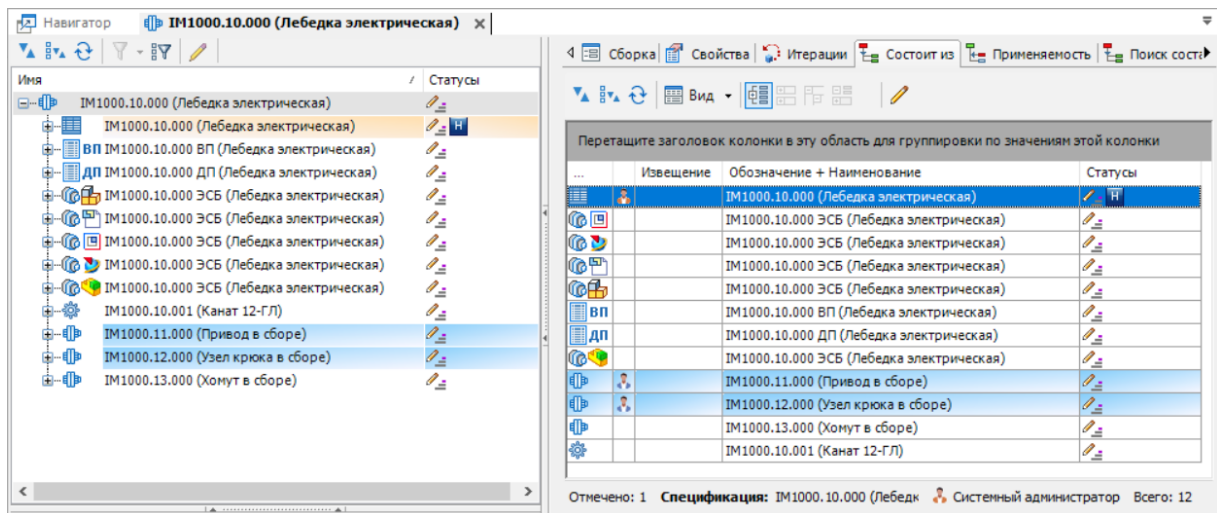 Навигатор
IM1000.10.000 (Лебедка электрическая)
Имя / Статусы
IM1000.10.000 (Лебедка электрическая)
IM1000.10.000 (Лебедка электрическая) Н
ВП IM1000.10.000 ВП (Лебедка электрическая)
ДП IM1000.10.000 ДП (Лебедка электрическая)
IM1000.10.000 ЭСБ (Лебедка электрическая)
IM1000.10.000 ЭСБ (Лебедка электрическая)
IM1000.10.000 ЭСБ (Лебедка электрическая)
IM1000.10.000 ЭСБ (Лебедка электрическая)
IM1000.10.000 ЭСБ (Лебедка электрическая)
IM1000.10.001 (Канат 12-ГЛ)
IM1000.11.000 (Привод в сборе)
IM1000.12.000 (Узел крюка в сборе)
IM1000.13.000 (Хомут в сборе)
Сборка Свойства Итерации Состоит из Применяемость Поиск соста
Вид
Перетащите заголовок колонки в эту область для группировки по значениям этой колонки
... Извещение Обозначение + Наименование Статусы
IM1000.10.000 (Лебедка электрическая) Н
IM1000.10.000 ЭСБ (Лебедка электрическая)
IM1000.10.000 ЭСБ (Лебедка электрическая)
IM1000.10.000 ЭСБ (Лебедка электрическая)
IM1000.10.000 ЭСБ (Лебедка электрическая)
ВП IM1000.10.000 ВП (Лебедка электрическая)
ДП IM1000.10.000 ДП (Лебедка электрическая)
IM1000.10.000 ЭСБ (Лебедка электрическая)
IM1000.11.000 (Привод в сборе)
IM1000.12.000 (Узел крюка в сборе)
IM1000.13.000 (Хомут в сборе)
IM1000.10.001 (Канат 12-ГЛ)
Отмечено: 1 Спецификация: IM1000.10.000 (Лебедк Системный администратор Всего: 12